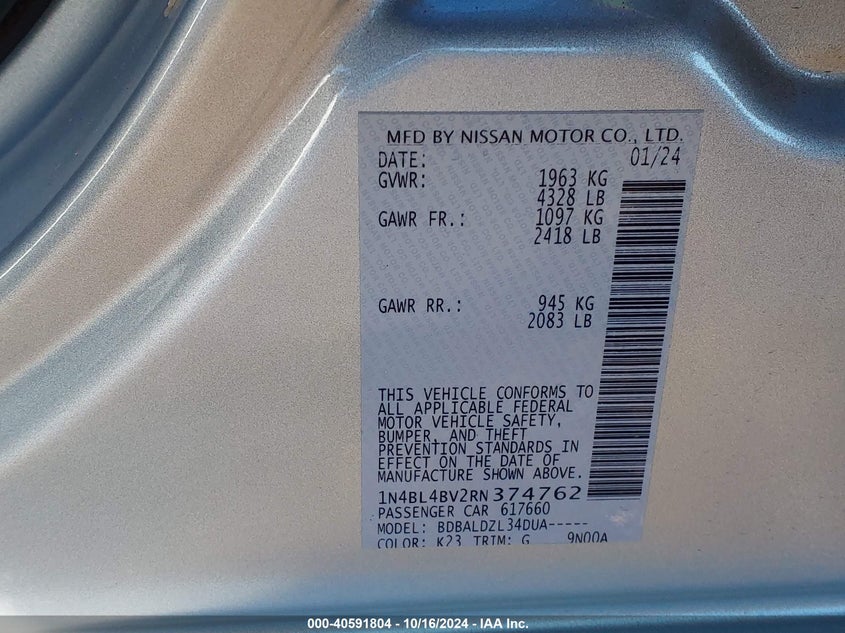 MFD BY NISSAN MOTOR CO., LTD.
DATE: 01/24
GVWR: 1963 KG
4328 LB
GAWR FR.: 1097 KG
2418 LB
GAWR RR.: 945 KG
2083 LB
THIS VEHICLE CONFORMS TO
ALL APPLICABLE FEDERAL
MOTOR VEHICLE SAFETY,
BUMPER, AND THEFT
PREVENTION STANDARDS IN
EFFECT ON THE DATE OF
MANUFACTURE SHOWN ABOVE.
1N4BL4BV2RN374762
PASSENGER CAR 617660
MODEL: BDBALDZL34DUA-----
COLOR: K23 TRIM: G 9N00A
000-40591804 | 10/16/2024 - IAA Inc.